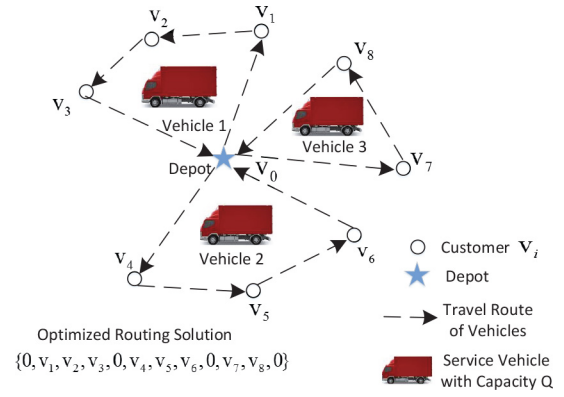 v₁
v₂
v₈
v₃
Vehicle 1
Vehicle 3
Depot
v₀
v₇
v₄
Vehicle 2
v₆
v₅
Customer vᵢ
Depot
Travel Route
of Vehicles
Optimized Routing Solution
{0,v₁,v₂,v₃,0,v₄,v₅,v₆,0,v₇,v₈,0}
Service Vehicle
with Capacity Q